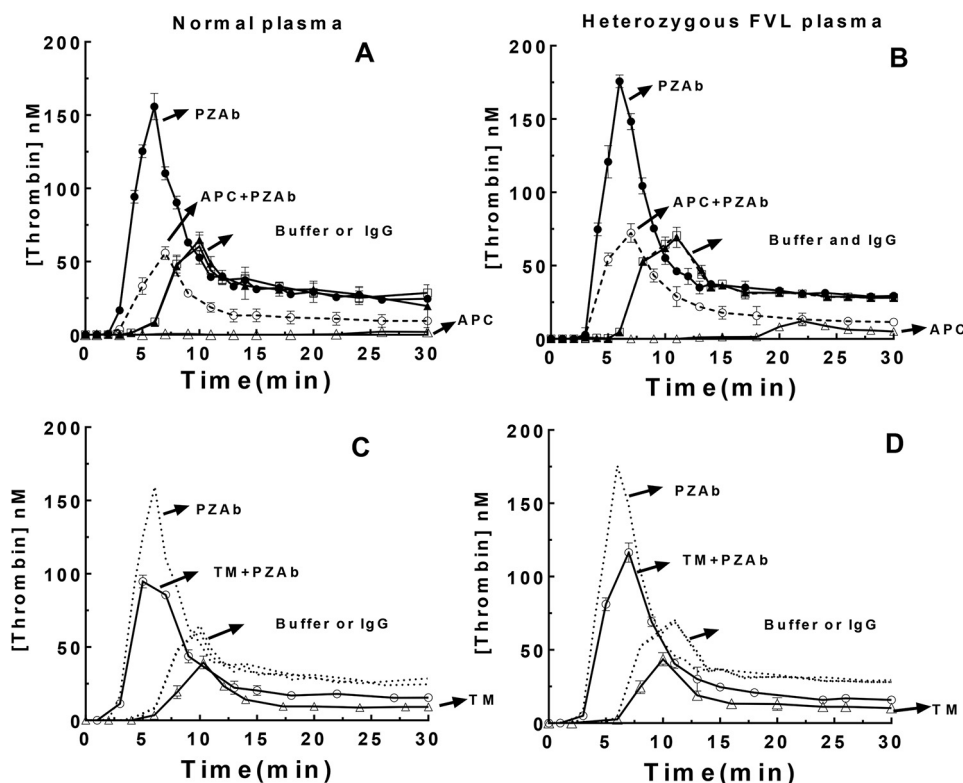 Normal plasma
Heterozygous FVL plasma
A
200
150
100
50
0
[Thrombin] nM
PZAb
APC+PZAb
Buffer or IgG
APC
0 5 10 15 20 25 30
Time(min)
B
200
150
100
50
0
[Thrombin] nM
PZAb
APC+PZAb
Buffer and IgG
APC
0 5 10 15 20 25 30
Time(min)
C
200
150
100
50
0
[Thrombin] nM
PZAb
TM+PZAb
Buffer or IgG
TM
0 5 10 15 20 25 30
Time(min)
D
200
150
100
50
0
[Thrombin] nM
PZAb
TM+PZAb
Buffer or IgG
TM
0 5 10 15 20 25 30
Time(min)